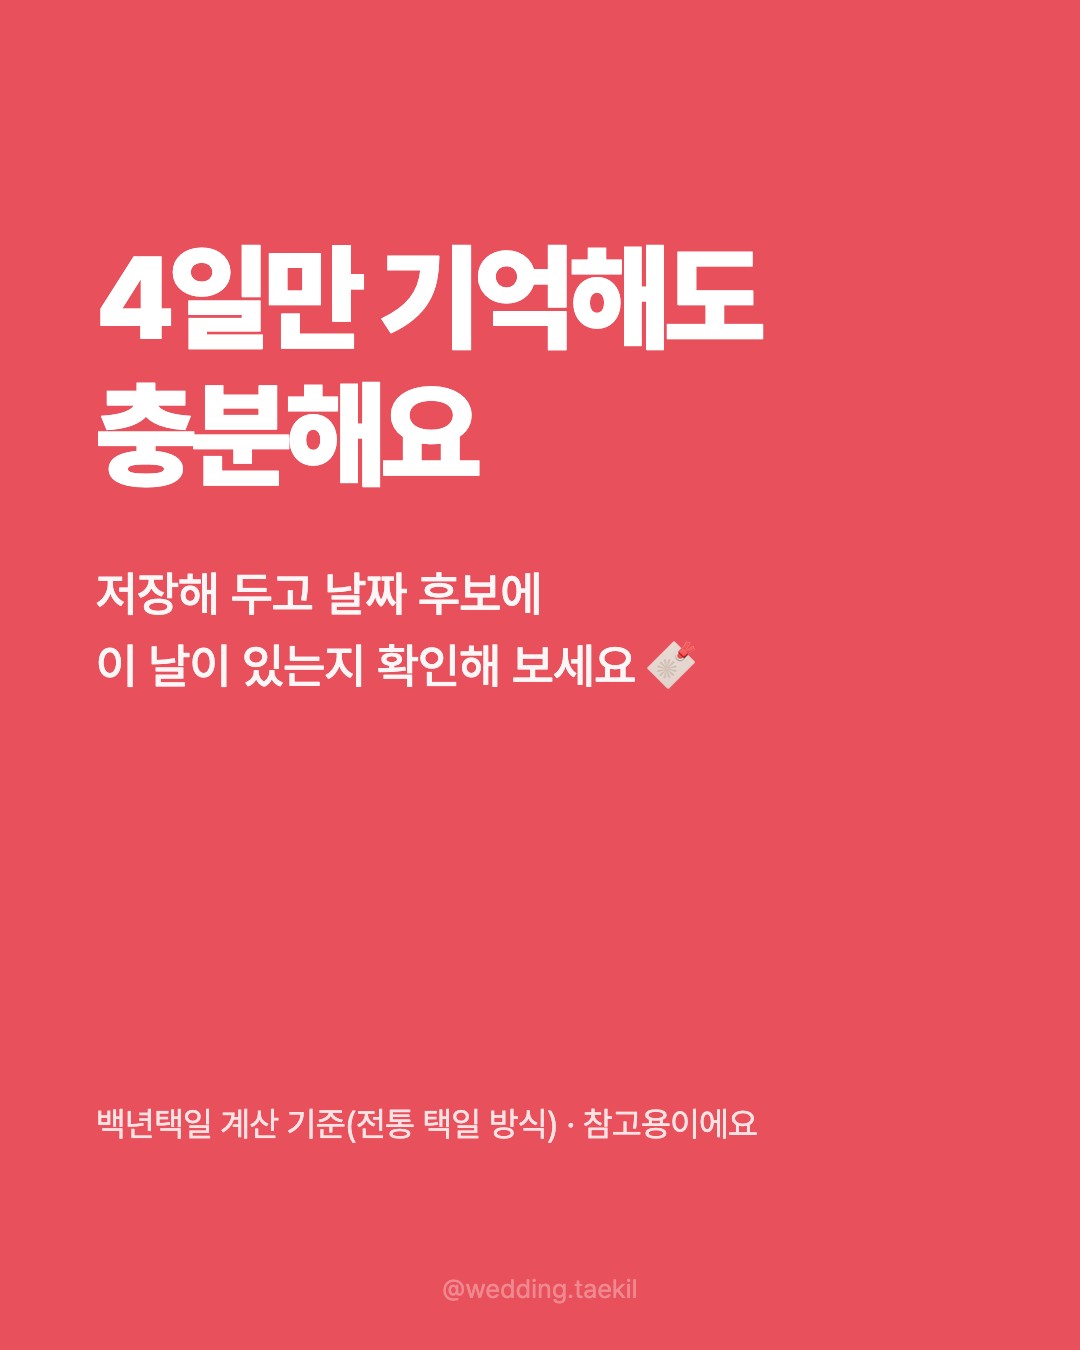 4일만 기억해도
충분해요
저장해 두고 날짜 후보에
이 날이 있는지 확인해 보세요
백년택일 계산 기준(전통 택일 방식) · 참고용이에요
@wedding.taekil